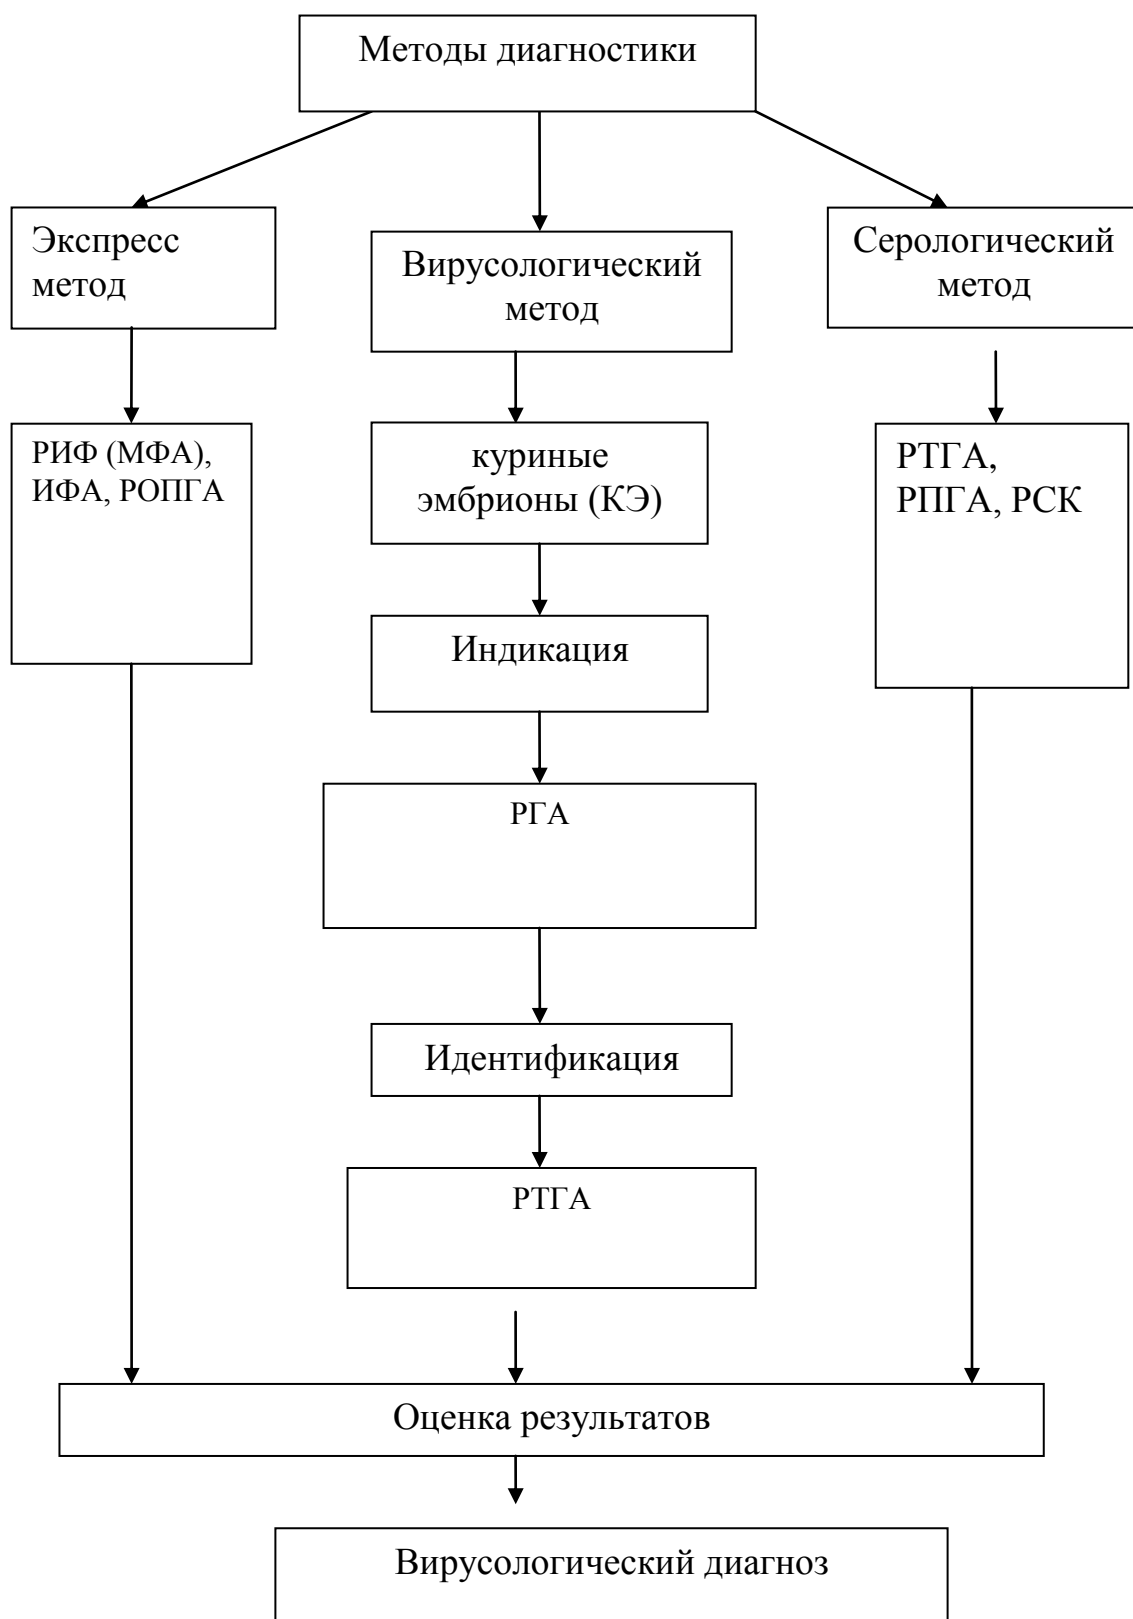 Методы диагностики
Экспресс
метод
Вирусологический
метод
Серологический
метод
РИФ (МФА),
ИФА, РОПГА
куриные
эмбрионы (КЭ)
РТГА,
РПГА, РСК
Индикация
РГА
Идентификация
РТГА
Оценка результатов
Вирусологический диагноз